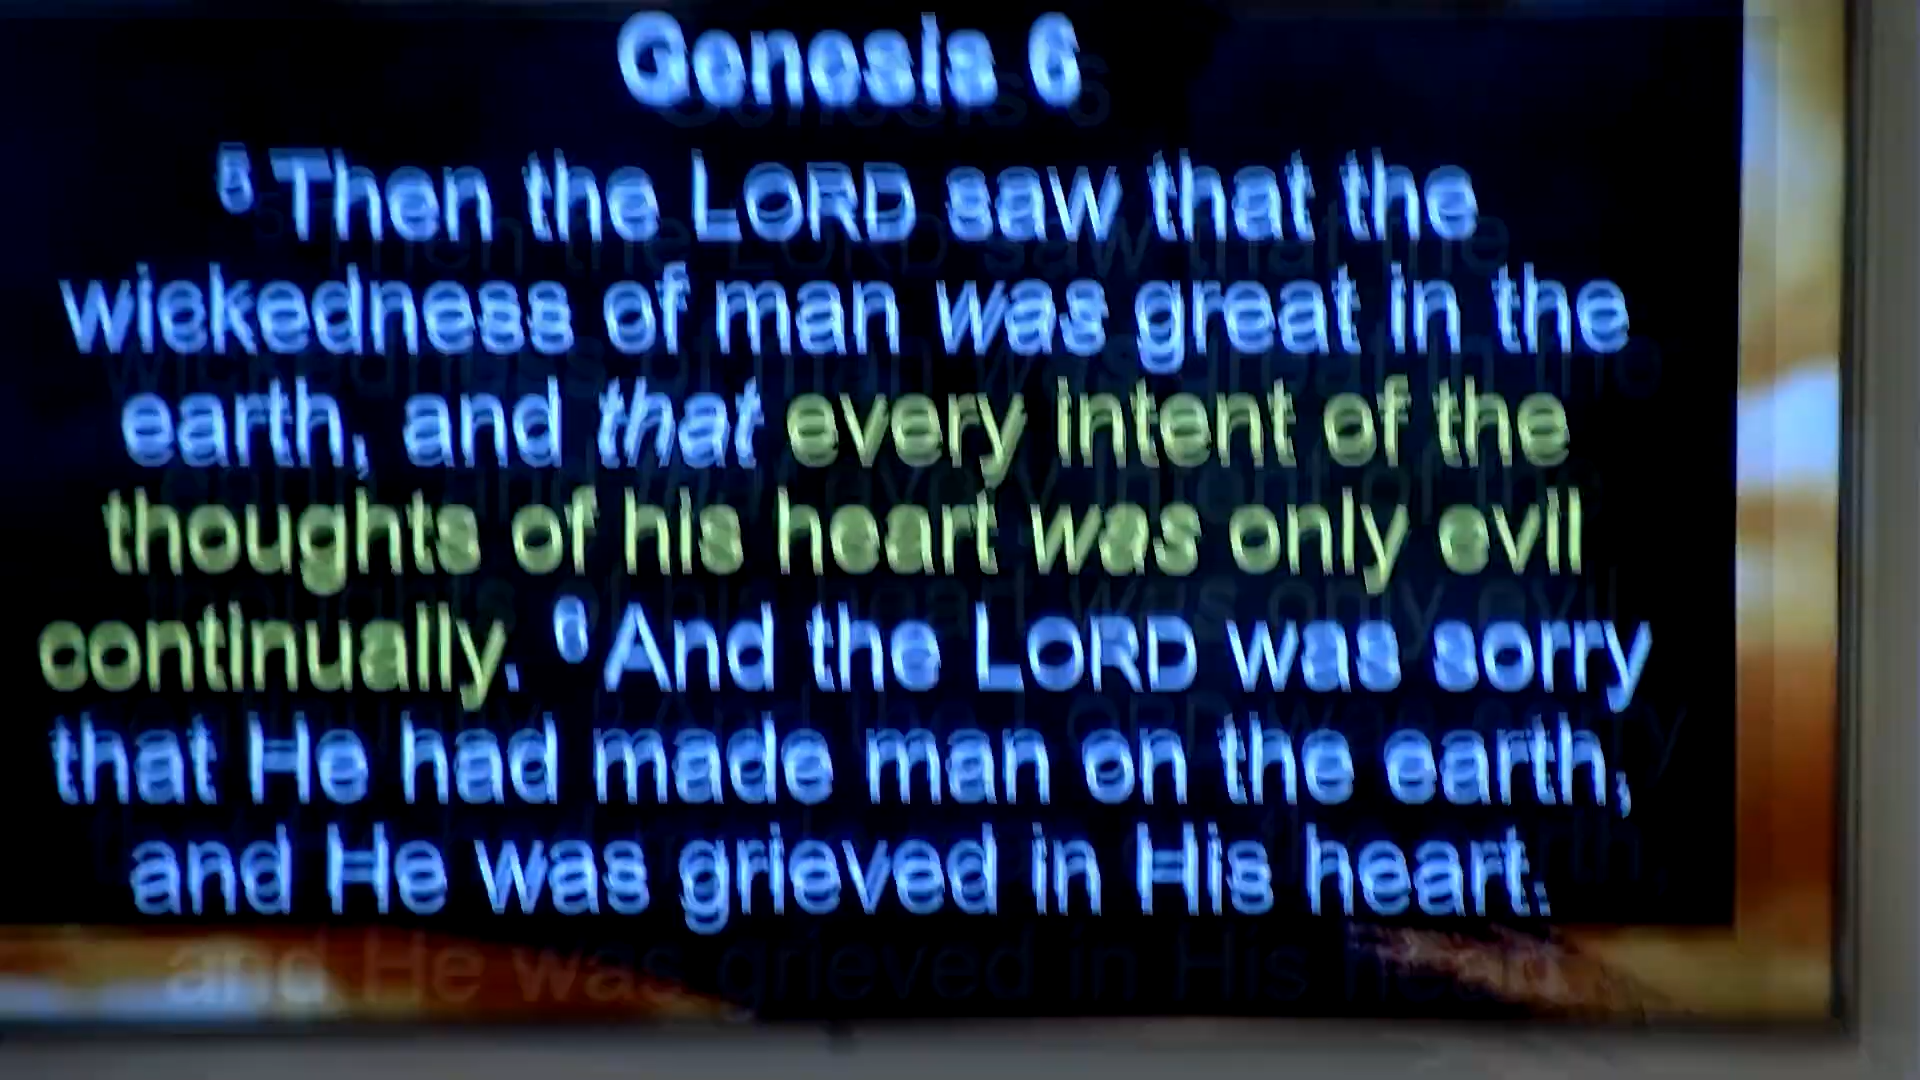 Genesis 6
5 Then the LORD saw that the
wickedness of man was great in the
earth, and that every intent of the
thoughts of his heart was only evil
continually. 6 And the LORD was sorry
that He had made man on the earth,
and He was grieved in His heart.